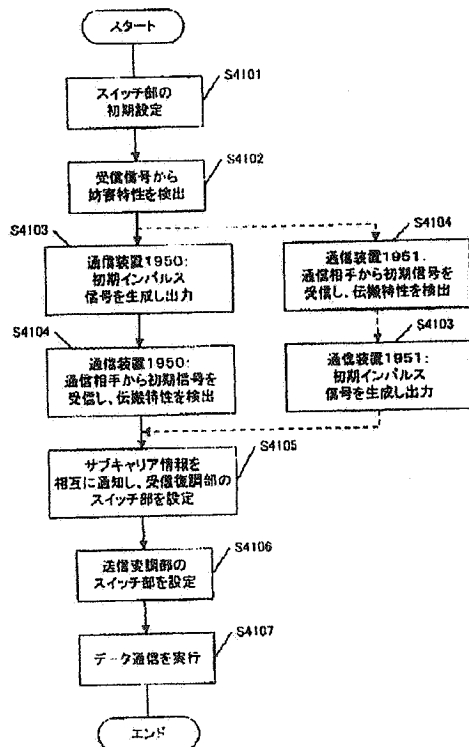 スタート
S4101
スイッチ部の
初期設定
S4102
受信信号から
妨害特性を検出
S4103
通信装置1950:
初期インパルス
信号を生成し出力
S4104
通信装置1951:
通信相手から初期信号を
受信し、伝搬特性を検出
S4104
通信装置1950:
通信相手から初期信号を
受信し、伝搬特性を検出
S4103
通信装置1951:
初期インパルス
信号を生成し出力
S4105
サブキャリア情報を
相互に通知し、受信復調部の
スイッチ部を設定
S4106
送信変調部の
スイッチ部を設定
S4107
データ通信を実行
エンド